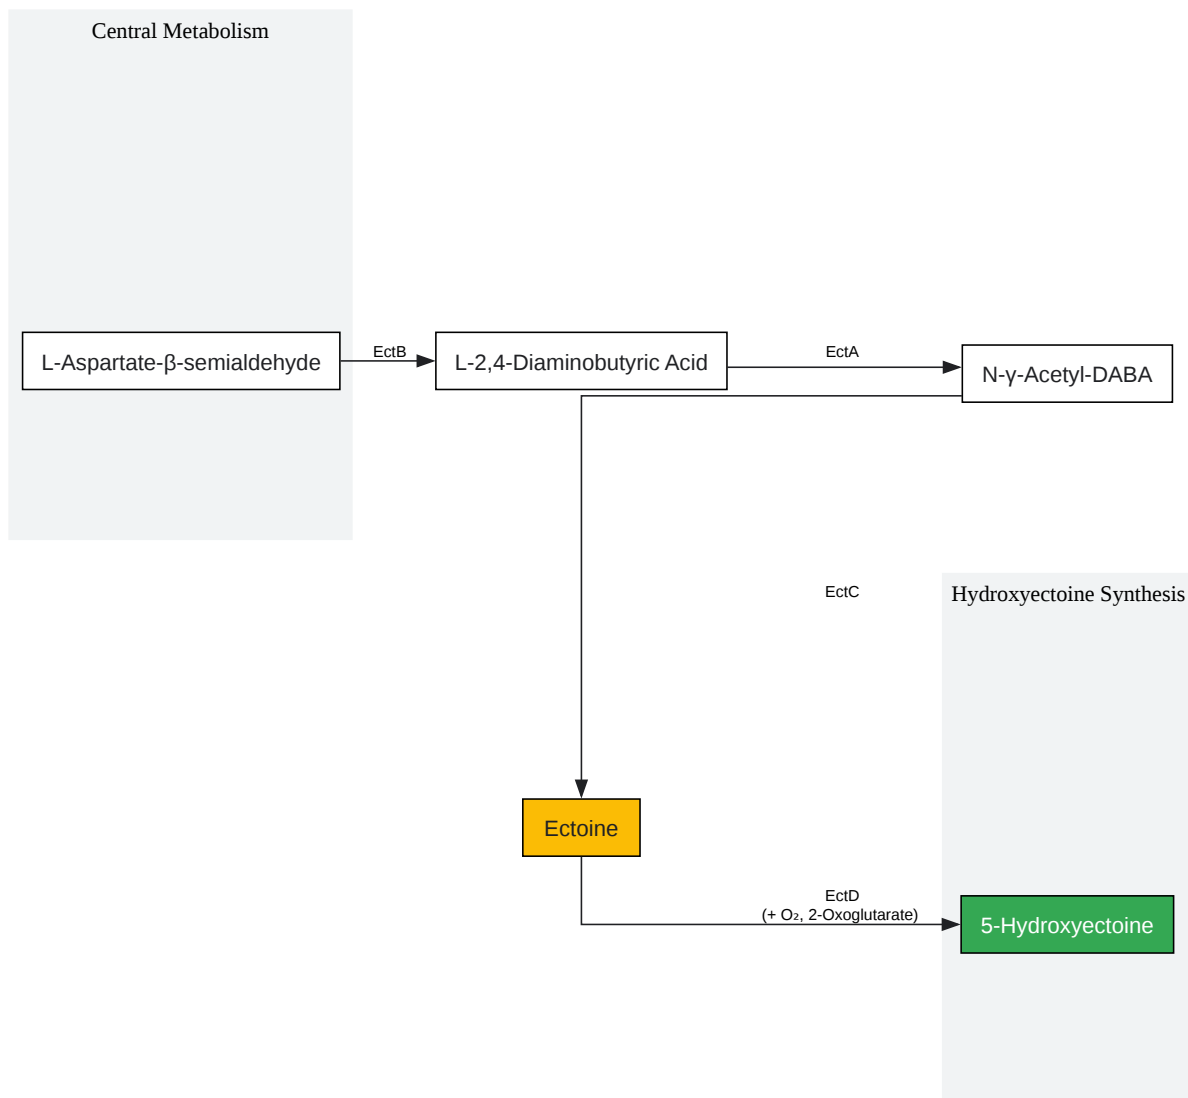 Central Metabolism
L-Aspartate-β-semialdehyde
EctB
L-2,4-Diaminobutyric Acid
EctA
N-γ-Acetyl-DABA
EctC
Hydroxyectoine Synthesis
Ectoine
EctD
(+ O₂, 2-Oxoglutarate)
5-Hydroxyectoine